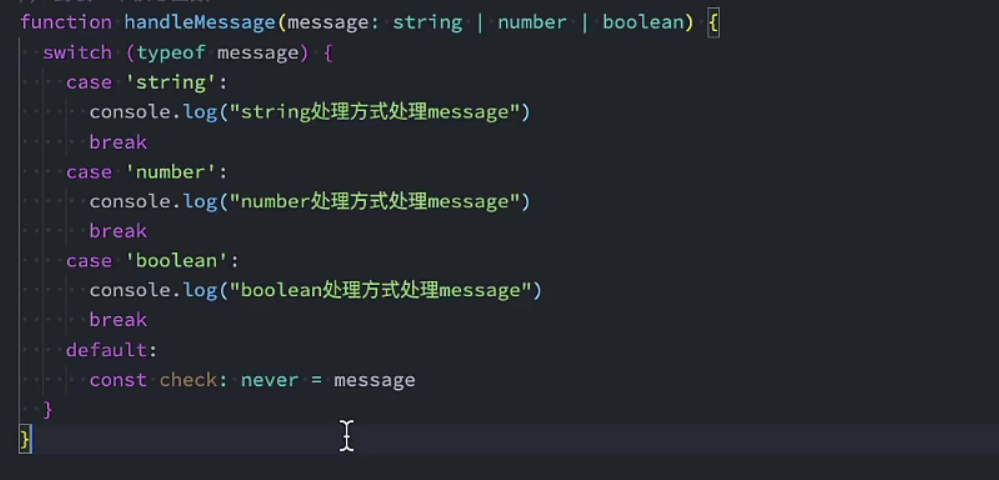 function handleMessage(message: string | number | boolean) {
  switch (typeof message) {
    case 'string':
      console.log("string处理方式处理message")
      break
    case 'number':
      console.log("number处理方式处理message")
      break
    case 'boolean':
      console.log("boolean处理方式处理message")
      break
    default:
      const check: never = message
  }
}